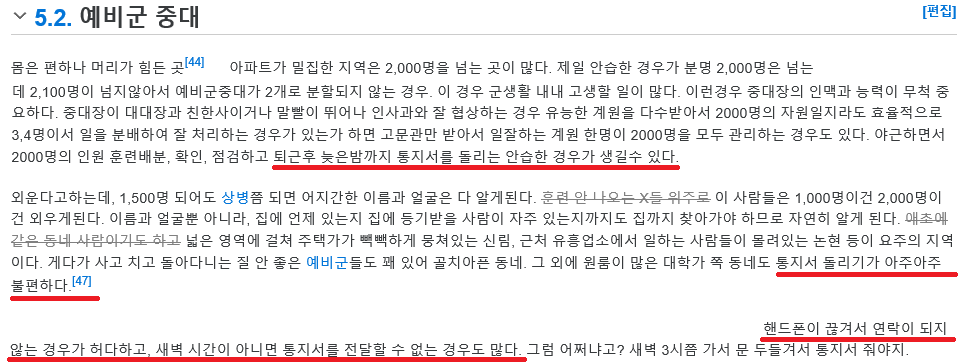 5.2. 예비군 중대
[편집]
몸은 편하나 머리가 힘든 곳[44] 아파트가 밀집한 지역은 2,000명을 넘는 곳이 많다. 제일 안습한 경우가 분명 2,000명은 넘는
데 2,100명이 넘지않아서 예비군중대가 2개로 분할되지 않는 경우. 이 경우 군생활 내내 고생할 일이 많다. 이런경우 중대장의 인맥과 능력이 무척 중
요하다. 중대장이 대대장과 친한사이거나 말빨이 뛰어나 인사과와 잘 협상하는 경우 유능한 계원을 다수받아서 2000명의 자원일지라도 효율적으로
3,4명이서 일을 분배하여 잘 처리하는 경우가 있는가 하면 고문관만 받아서 일잘하는 계원 한명이 2000명을 모두 관리하는 경우도 있다. 야근하면서
2000명의 인원 훈련배분, 확인, 점검하고 퇴근후 늦은밤까지 통지서를 돌리는 안습한 경우가 생길수 있다.
외운다고하는데, 1,500명 되어도 상병쯤 되면 어지간한 이름과 얼굴은 다 알게된다. 훈련 안 나오는 X들 위주로 이 사람들은 1,000명이건 2,000명이
건 외우게된다. 이름과 얼굴뿐 아니라, 집에 언제 있는지 집에 등기받을 사람이 자주 있는지까지도 집까지 찾아가야 하므로 자연히 알게 된다. 애초에
같은 동네 사람이기도 하고 넓은 영역에 걸쳐 주택가가 빽빽하게 뭉쳐있는 신림, 근처 유흥업소에서 일하는 사람들이 몰려있는 논현 등이 요주의 지역
이다. 게다가 사고 치고 돌아다니는 질 안 좋은 예비군들도 꽤 있어 골치아픈 동네. 그 외에 원룸이 많은 대학가 쪽 동네도 통지서 돌리기가 아주아주
불편하다.[47]
핸드폰이 끊겨서 연락이 되지
않는 경우가 허다하고, 새벽 시간이 아니면 통지서를 전달할 수 없는 경우도 많다. 그럼 어쩌냐고? 새벽 3시쯤 가서 문 두들겨서 통지서 줘야지.